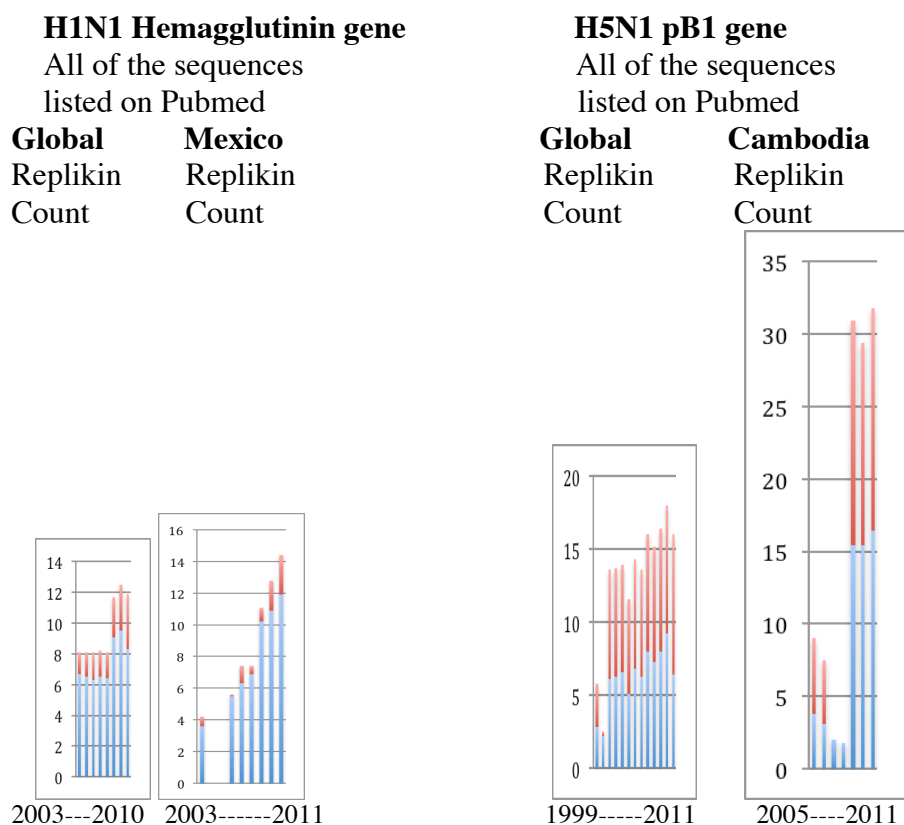 H1N1 Hemagglutinin gene
All of the sequences
listed on Pubmed
Global Mexico
Replikin Replikin
Count Count
14
12
10
8
6
4
2
0
2003---2010
16
14
12
10
8
6
4
2
0
2003------2011
H5N1 pB1 gene
All of the sequences
listed on Pubmed
Global Cambodia
Replikin Replikin
Count Count
20
15
10
5
0
1999-----2011
35
30
25
20
15
10
5
0
2005----2011